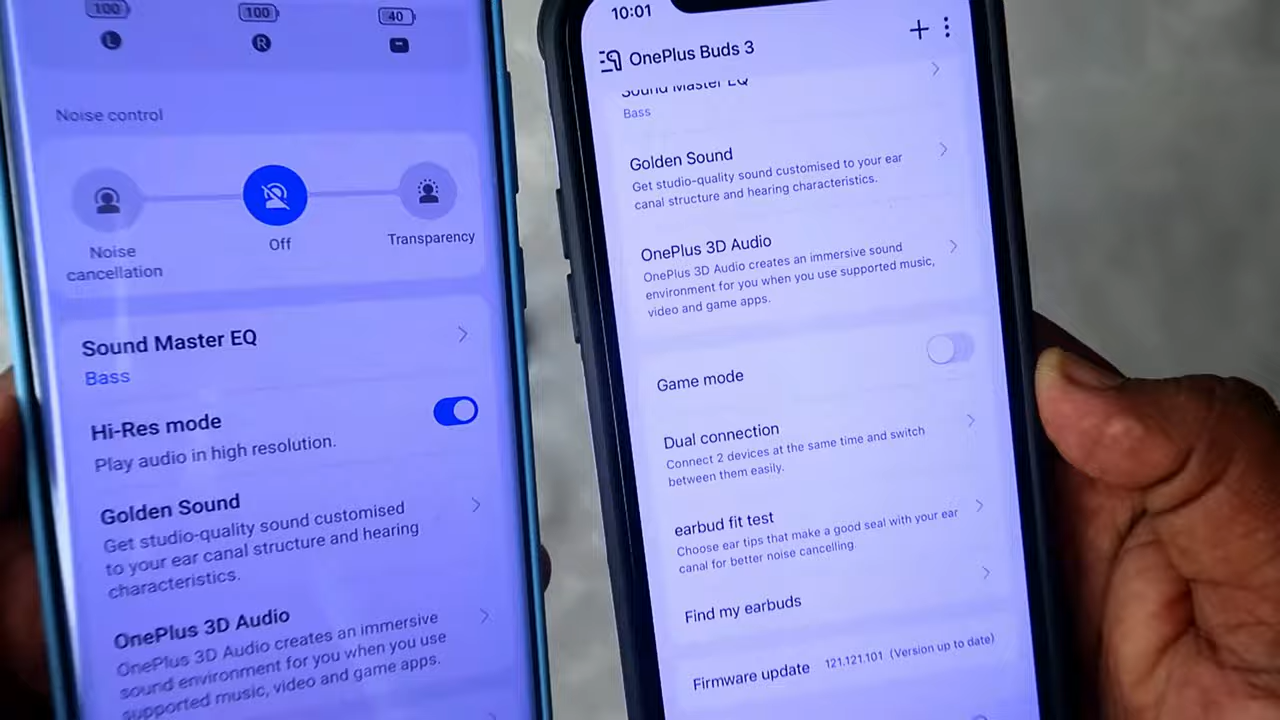 100
100
40
L
R
Noise control
Noise
cancellation
Off
Transparency
Sound Master EQ
Bass
Hi-Res mode
Play audio in high resolution.
Golden Sound
Get studio-quality sound customised
to your ear canal structure and hearing
characteristics.
OnePlus 3D Audio
OnePlus 3D Audio creates an immersive
sound environment for you when you use
supported music, video and game apps.
10:01
OnePlus Buds 3
Sound Master EQ
Bass
Golden Sound
Get studio-quality sound customised to your ear
canal structure and hearing characteristics.
OnePlus 3D Audio
OnePlus 3D Audio creates an immersive sound
environment for you when you use supported music,
video and game apps.
Game mode
Dual connection
Connect 2 devices at the same time and switch
between them easily.
earbud fit test
Choose ear tips that make a good seal with your ear
canal for better noise cancelling.
Find my earbuds
Firmware update 121.121.101 (Version up to date)